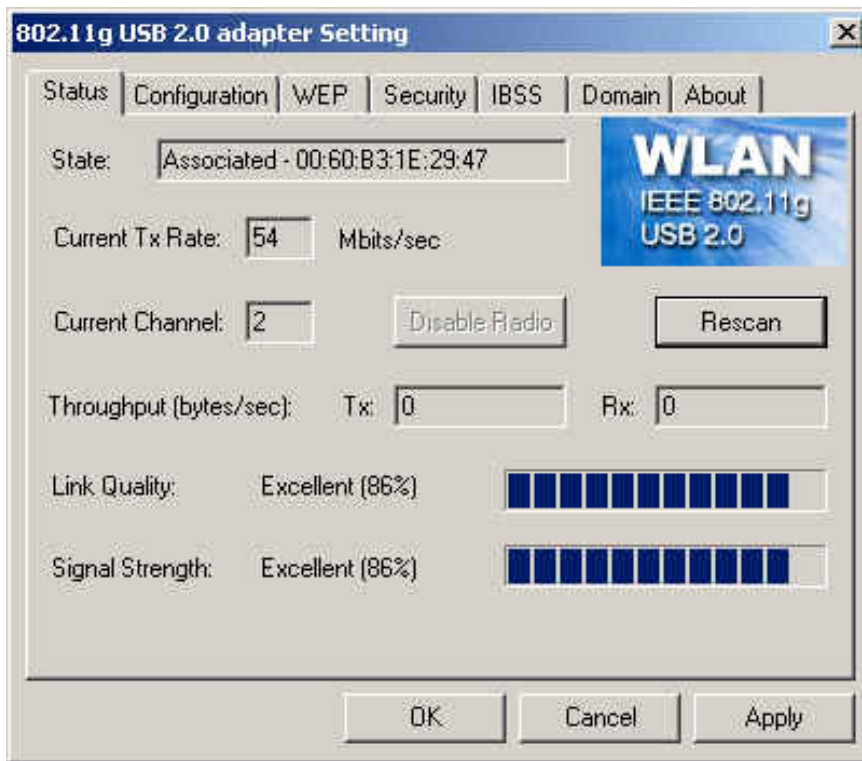 802.11g USB 2.0 adapter Setting
Status Configuration WEP Security IBSS Domain About
State: Associated - 00:60:B3:1E:29:47
WLAN
IEEE 802.11g
USB 2.0
Current Tx Rate: 54 Mbits/sec
Current Channel: 2 Disable Radio Rescan
Throughput (bytes/sec): Tx: 0 Rx: 0
Link Quality: Excellent (86%)
Signal Strength: Excellent (86%)
OK Cancel Apply